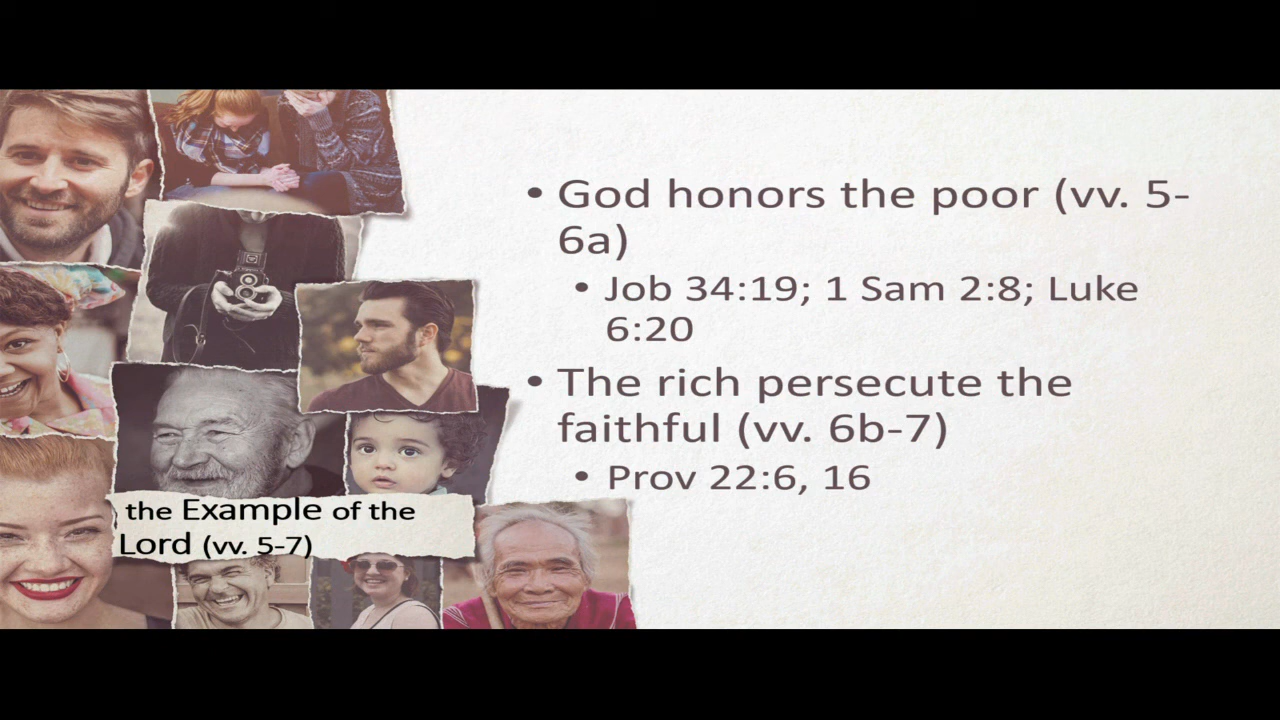 • God honors the poor (vv. 5-
6a)
• Job 34:19; 1 Sam 2:8; Luke
6:20
• The rich persecute the
faithful (vv. 6b-7)
• Prov 22:6, 16
the Example of the
Lord (vv. 5-7)